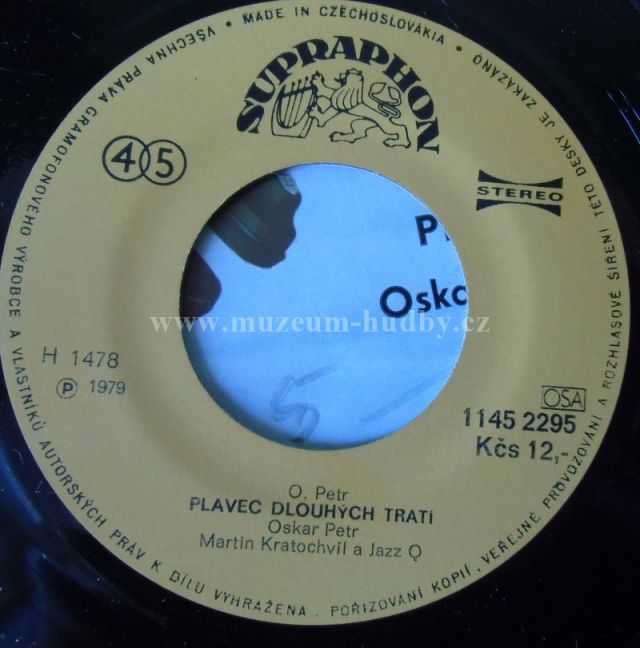 VŠECHNA PRÁVA GRAMOFONOVÉHO VÝROBCE A VLASTNÍKŮ AUTORSKÝCH PRÁV K DÍLU VYHRAŽENA . POŘIZOVÁNÍ KOPIÍ, VEŘEJNÉ PROVOZOVÁNÍ A ROZHLASOVÉ ŠÍŘENÍ TÉTO DESKY JE ZAKÁZÁNO • MADE IN CZECHOSLOVAKIA •
SUPRAPHON
45
STEREO
P
Oska
www.muzeum-hudby.cz
H 1478
Ⓟ 1979
5 –
OSA
1145 2295
Kčs 12,-
O. Petr
PLAVEC DLOUHÝCH TRATÍ
Oskar Petr
Martin Kratochvíl a Jazz Q